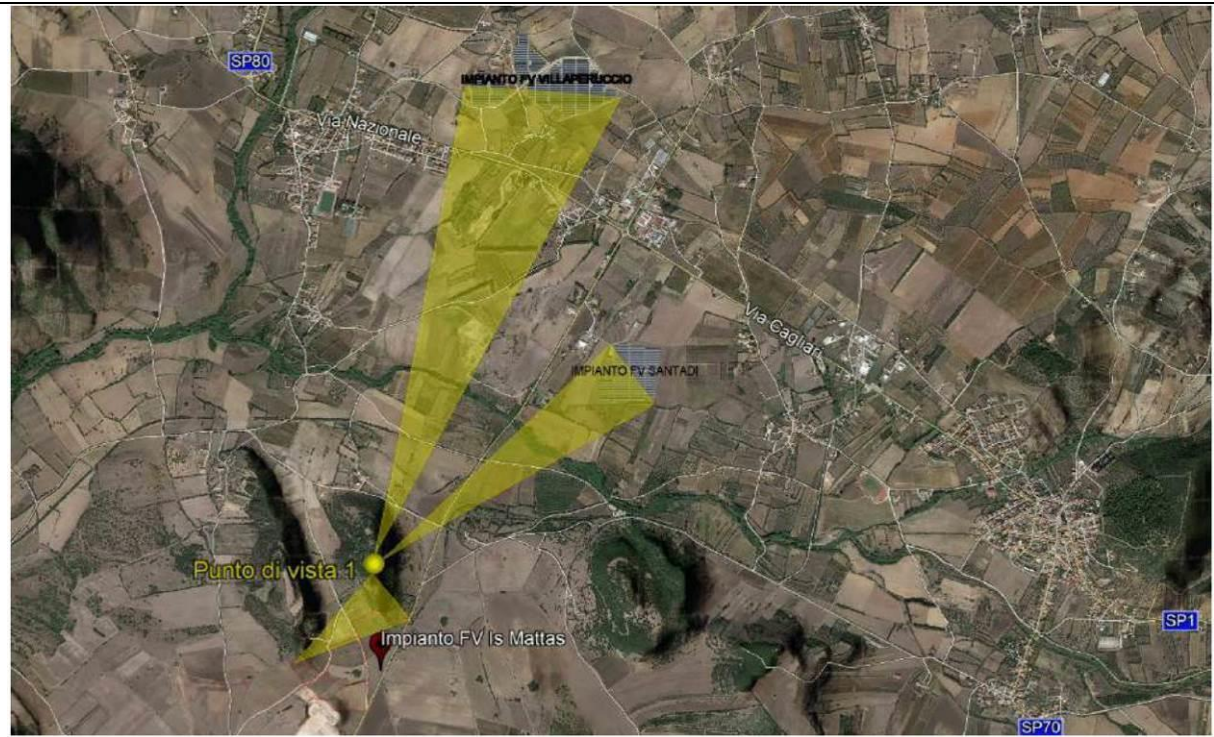 SP80
IMPIANTO FV VILLAPERUCCIO
Via Nazionale
Via Cagliari
IMPIANTO FV SANTADI
Punto di vista 1
Impianto FV Is Mattas
SP1
SP70